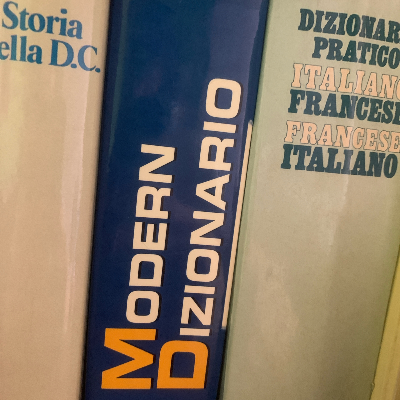 Storia
ella D.C.
MODERN
DIZIONARIO
DIZIONAR
PRATICO
ITALIANO
FRANCESE
FRANCESE
ITALIANO